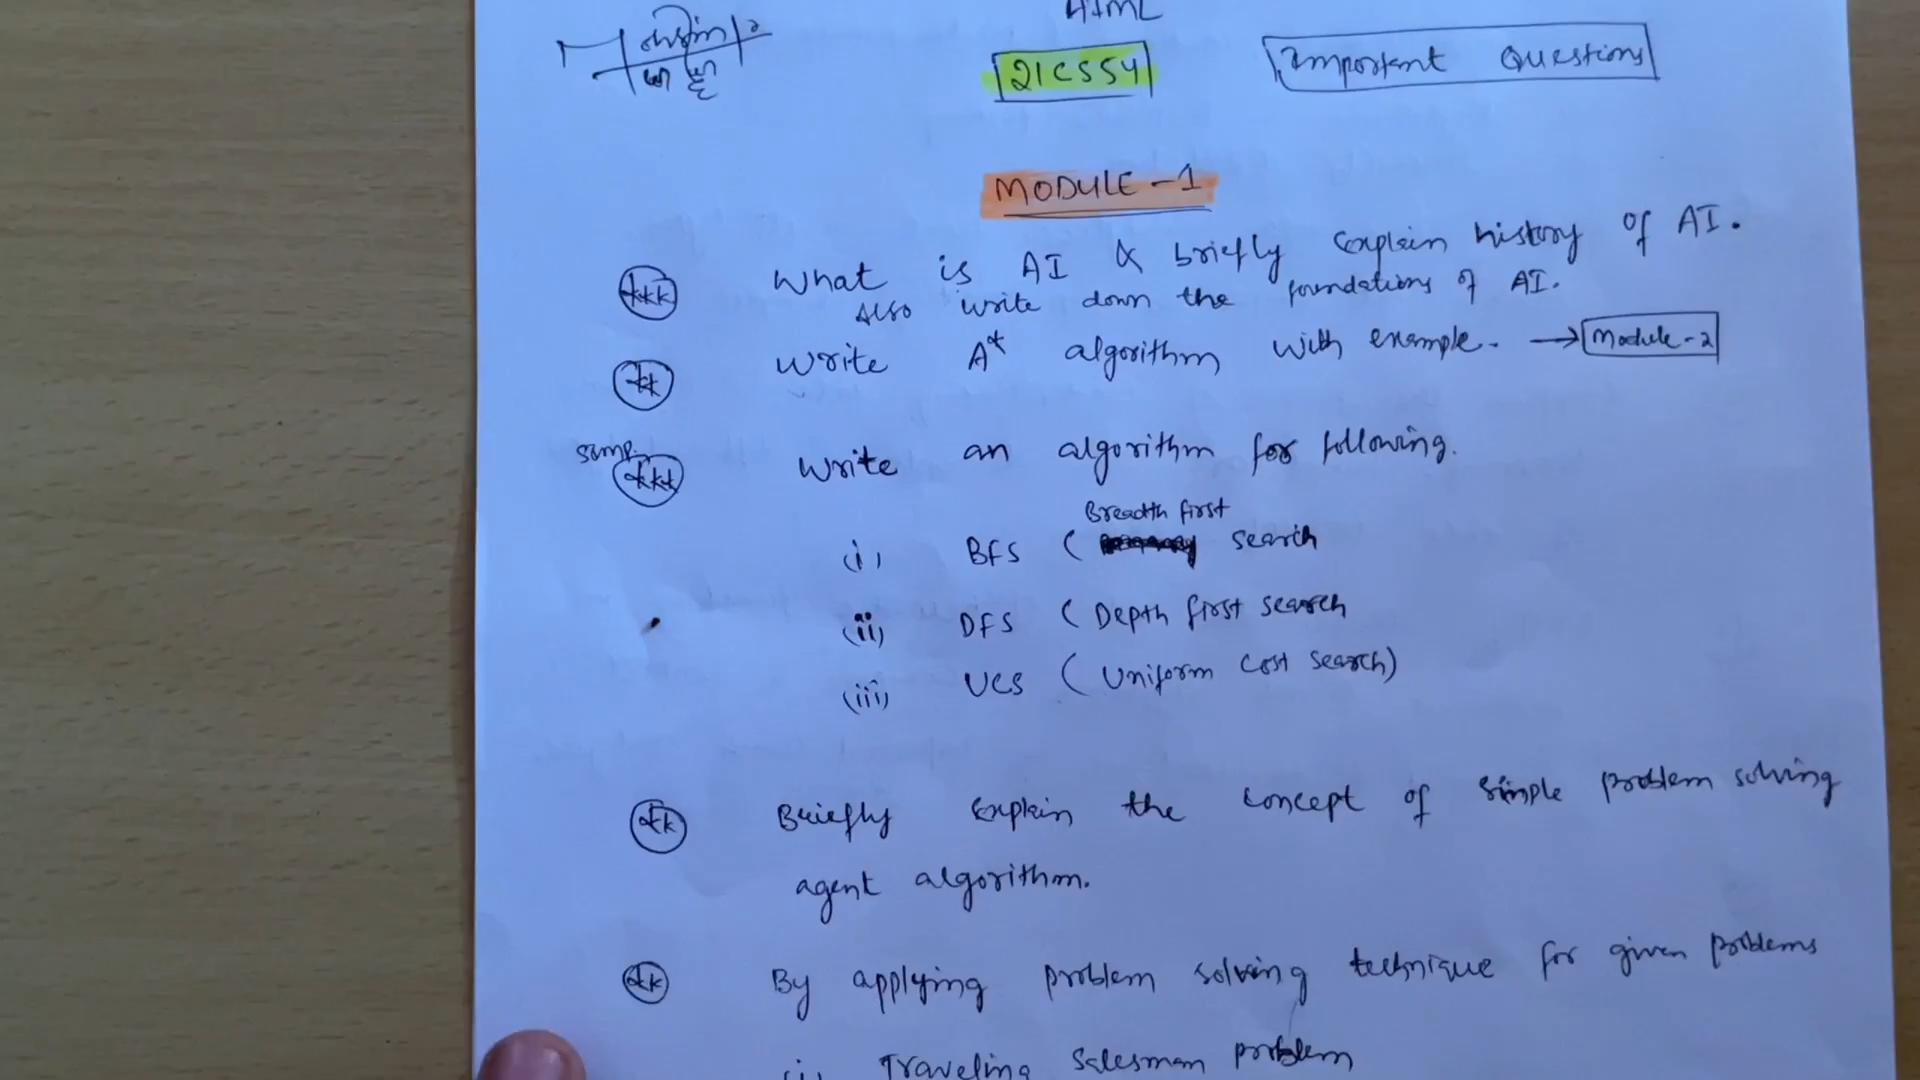 AIML
21CS54
Important Questions
MODULE-1
*** What is AI & briefly explain history of AI.
Also write down the foundations of AI.
** Write A* algorithm with example. → Module-2
*** Write an algorithm for following.
Breadth first
(i) BFS ( search
(ii) DFS ( Depth first search
(iii) UCS ( Uniform cost search)
** Briefly explain the concept of simple problem solving
agent algorithm.
** By applying problem solving technique for given problems
(i) Traveling salesman problem